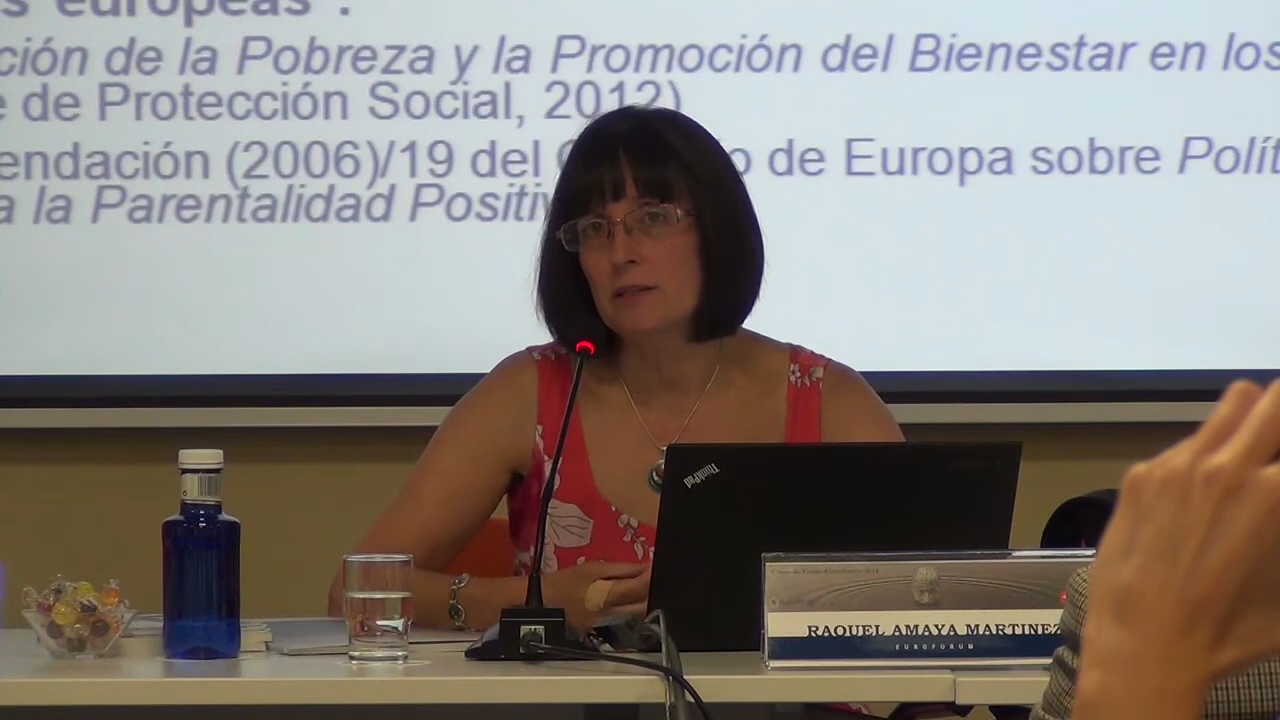 s europeas".
ción de la Pobreza y la Promoción del Bienestar en los
e de Protección Social, 2012)
endación (2006)/19 del o de Europa sobre Polít
a la Parentalidad Positiv
ThinkPad
RAQUEL AMAYA MARTINEZ
EUROFORUM